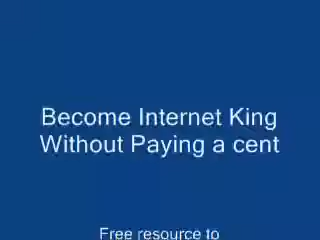 Become Internet King
Without Paying a cent
Free resource to